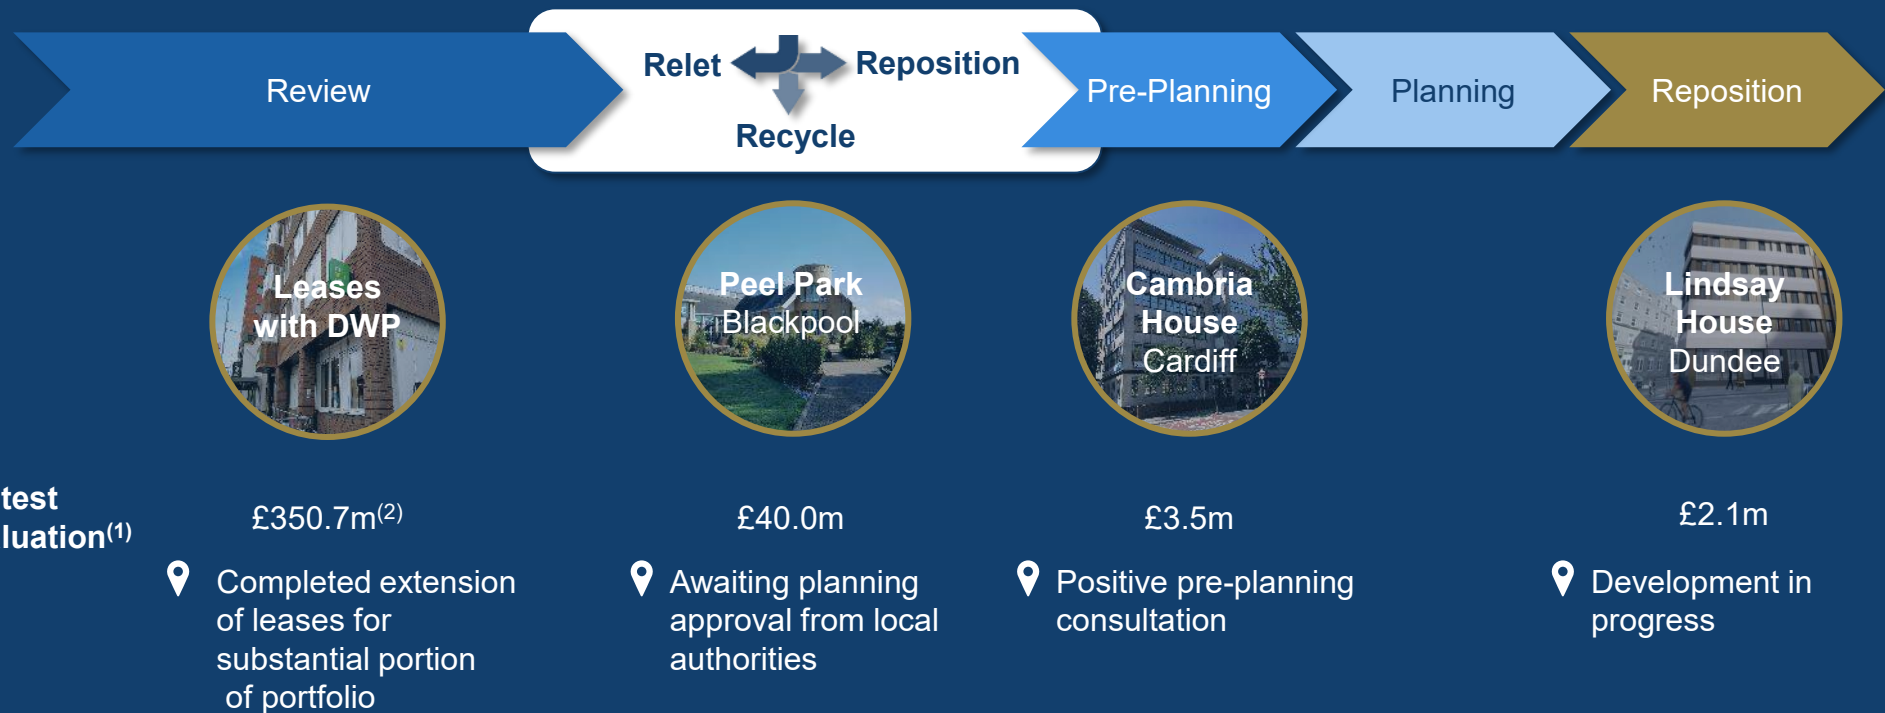 Review
Relet
Reposition
Recycle
Pre-Planning
Planning
Reposition
Leases
with DWP
Peel Park
Blackpool
Cambria
House
Cardiff
Lindsay
House
Dundee
test
luation(1)
£350.7m(2)
£40.0m
£3.5m
£2.1m
Completed extension
of leases for
substantial portion
of portfolio
Awaiting planning
approval from local
authorities
Positive pre-planning
consultation
Development in
progress